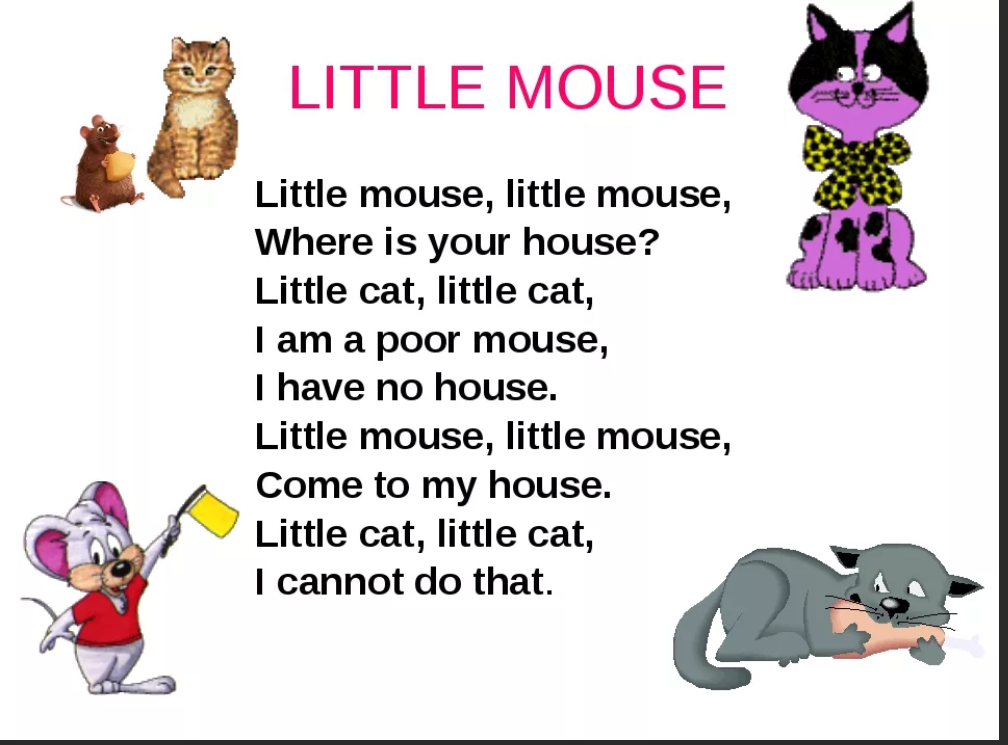 LITTLE MOUSE
Little mouse, little mouse,
Where is your house?
Little cat, little cat,
I am a poor mouse,
I have no house.
Little mouse, little mouse,
Come to my house.
Little cat, little cat,
I cannot do that.